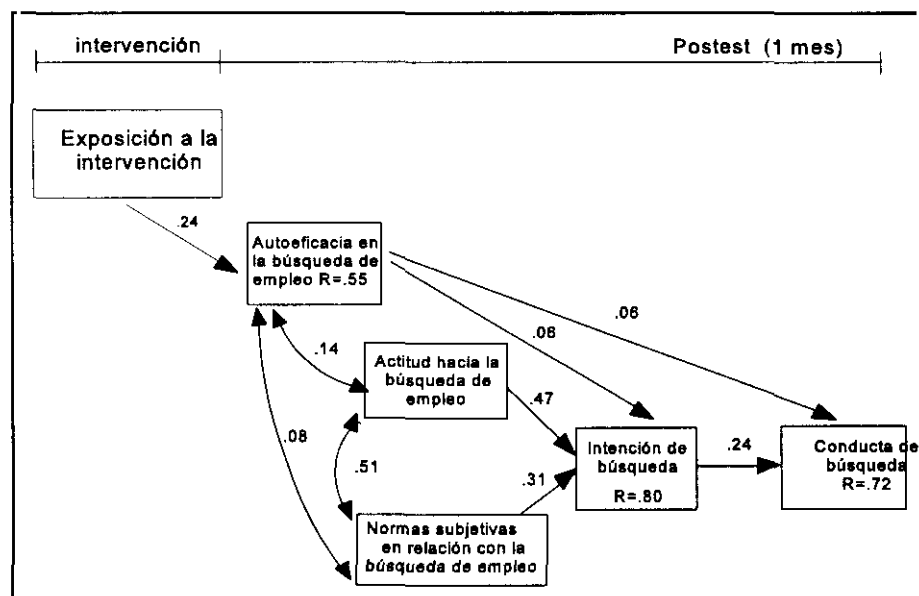 intervención
Postest (1 mes)
Exposición a la
intervención
.24
Autoeficacia en
la búsqueda de
empleo R=.55
.06
.06
.14
Actitud hacia la
búsqueda de
empleo
.47
.08
.51
.31
Intención de
búsqueda
R=.80
.24
Conducta de
búsqueda
R=.72
Normas subjetivas
en relación con la
búsqueda de empleo